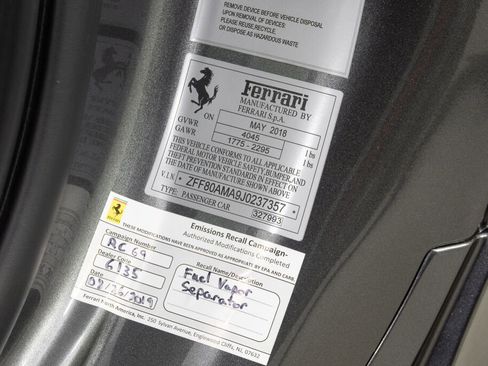 REMOVE DEVICE BEFORE VEHICLE DISPOSAL
UPON REMOVAL OF DEVICES:
PLEASE REUSE, RECYCLE,
OR DISPOSE AS HAZARDOUS WASTE
Ferrari
MANUFACTURED BY
FERRARI S.p.A.
ON MAY 2018
GVWR 4045 lbs
GAWR 1775 - 2295 lbs
THIS VEHICLE CONFORMS TO ALL APPLICABLE
FEDERAL MOTOR VEHICLE SAFETY, BUMPER, AND
THEFT PREVENTION STANDARDS IN EFFECT ON
THE DATE OF MANUFACTURE SHOWN ABOVE
V.I.N. ZFF80AMA9J0237357
TYPE: PASSENGER CAR 327993
Emissions Recall Campaign-
Authorized Modifications Completed
THESE MODIFICATIONS HAVE BEEN APPROVED AS APPROPRIATE BY EPA AND CARB
Campaign Number
RC 69
Dealer Code
6135
Date
02/26/2019
Recall Name/Description
Fuel Vapor
Separator
Ferrari North America, Inc. 250 Sylvan Avenue, Englewood Cliffs, NJ. 07632